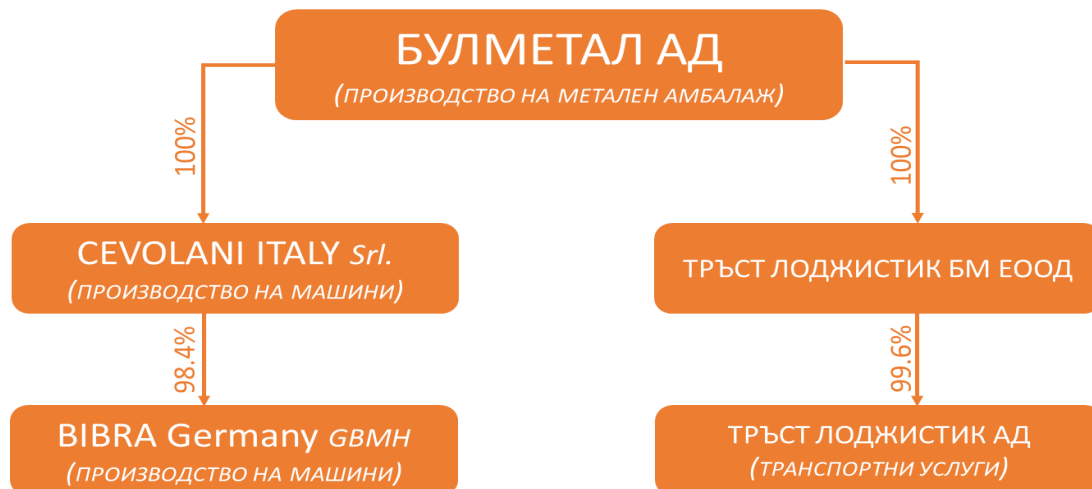 БУЛМЕТАЛ АД
(ПРОИЗВОДСТВО НА МЕТАЛЕН АМБАЛАЖ)
100%
100%
CEVOLANI ITALY Srl.
(ПРОИЗВОДСТВО НА МАШИНИ)
ТРЪСТ ЛОДЖИСТИК БМ ЕООД
98.4%
99.6%
BIBRA Germany GBMH
(ПРОИЗВОДСТВО НА МАШИНИ)
ТРЪСТ ЛОДЖИСТИК АД
(ТРАНСПОРТНИ УСЛУГИ)